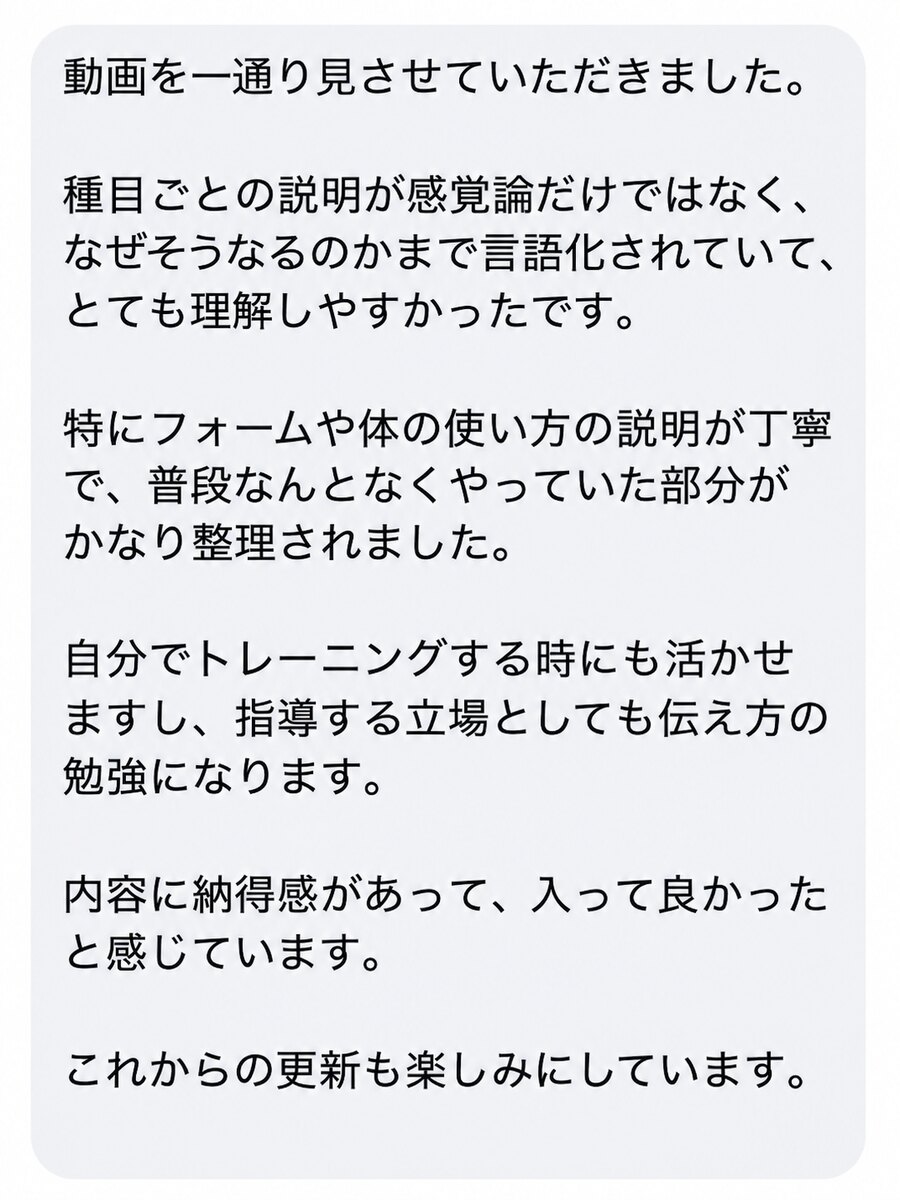 動画を一通り見させていただきました。
種目ごとの説明が感覚論だけではなく、
なぜそうなるのかまで言語化されていて、
とても理解しやすかったです。
特にフォームや体の使い方の説明が丁寧
で、普段なんとなくやっていた部分が
かなり整理されました。
自分でトレーニングする時にも活かせ
ますし、指導する立場としても伝え方の
勉強になります。
内容に納得感があって、入って良かった
と感じています。
これからの更新も楽しみにしています。